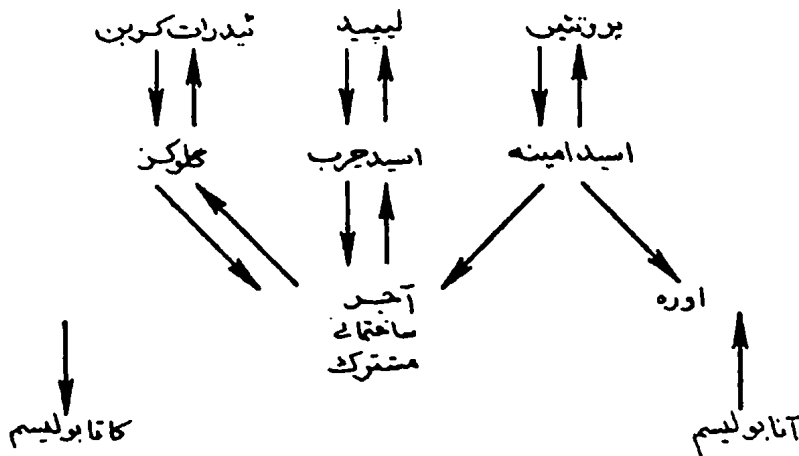 پروتئین
لیپید
ئیدرات کربن
اسید امینه
اسید چرب
گلوکز
اوره
آجر
ساختمانی
مشترک
آنابولیسم
کاتابولیسم